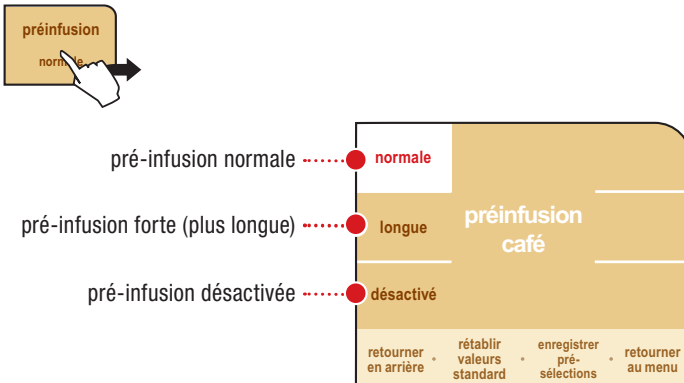 préinfusion
normale
pré-infusion normale
normale
pré-infusion forte (plus longue)
longue
préinfusion
café
pré-infusion désactivée
désactivé
retourner
en arrière
rétablir
valeurs
standard
enregistrer
pré-
sélections
retourner
au menu